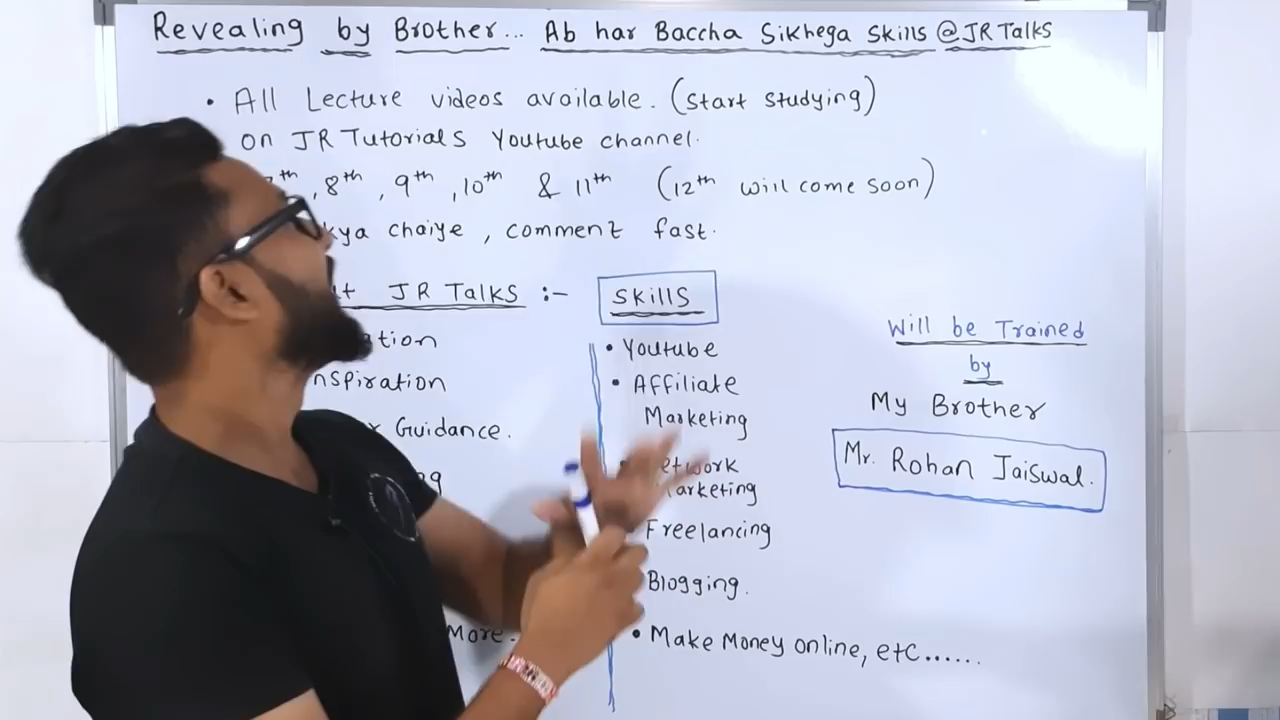 Revealing by Brother... Ab har Baccha Sikhega Skills @JR Talks
• All Lecture videos available. (Start Studying)
on JR Tutorials Youtube channel.
,8th ,9th ,10th & 11th (12th will come soon)
kya chaiye , comment fast.
JR Talks :-
Guidance.
More.
Skills
• Youtube
• Affiliate
Marketing
Network
Marketing
Freelancing
Blogging.
• Make Money online, etc......
Will be Trained
by
My Brother
Mr. Rohan Jaiswal.